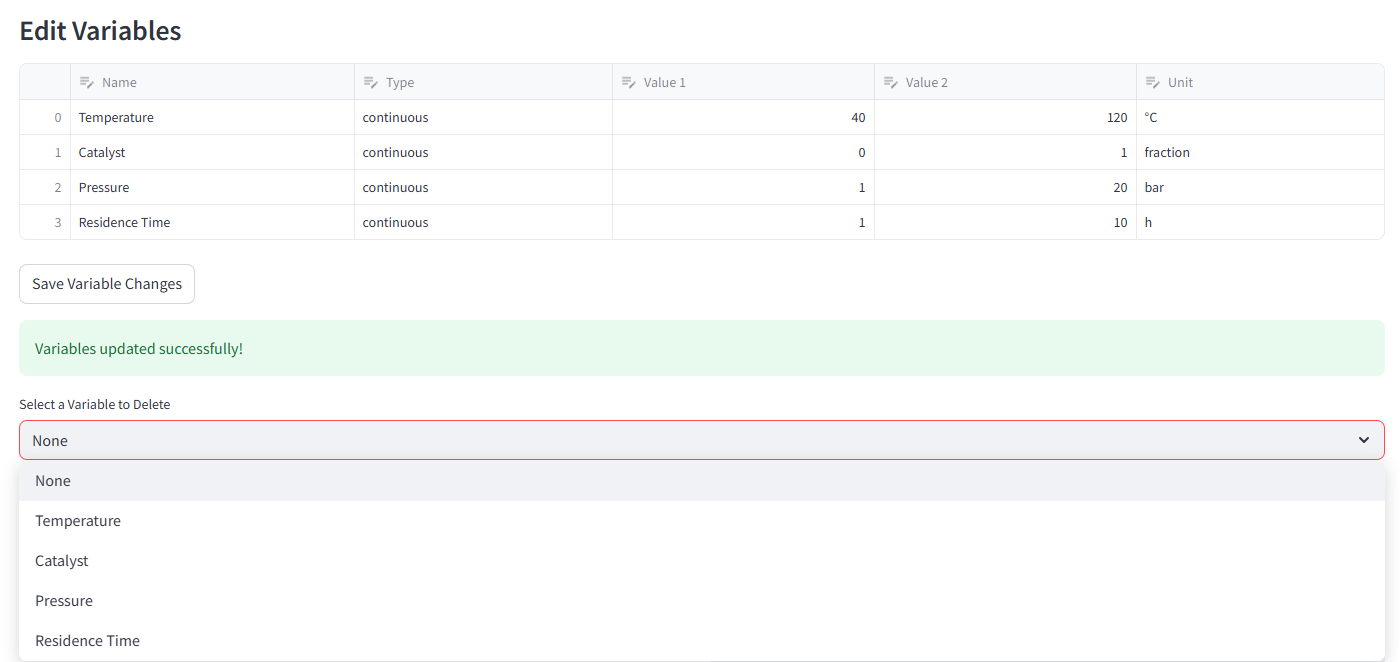 Edit Variables
Name Type Value 1 Value 2 Unit
0 Temperature continuous 40 120 °C
1 Catalyst continuous 0 1 fraction
2 Pressure continuous 1 20 bar
3 Residence Time continuous 1 10 h
Save Variable Changes
Variables updated successfully!
Select a Variable to Delete
None
None
Temperature
Catalyst
Pressure
Residence Time